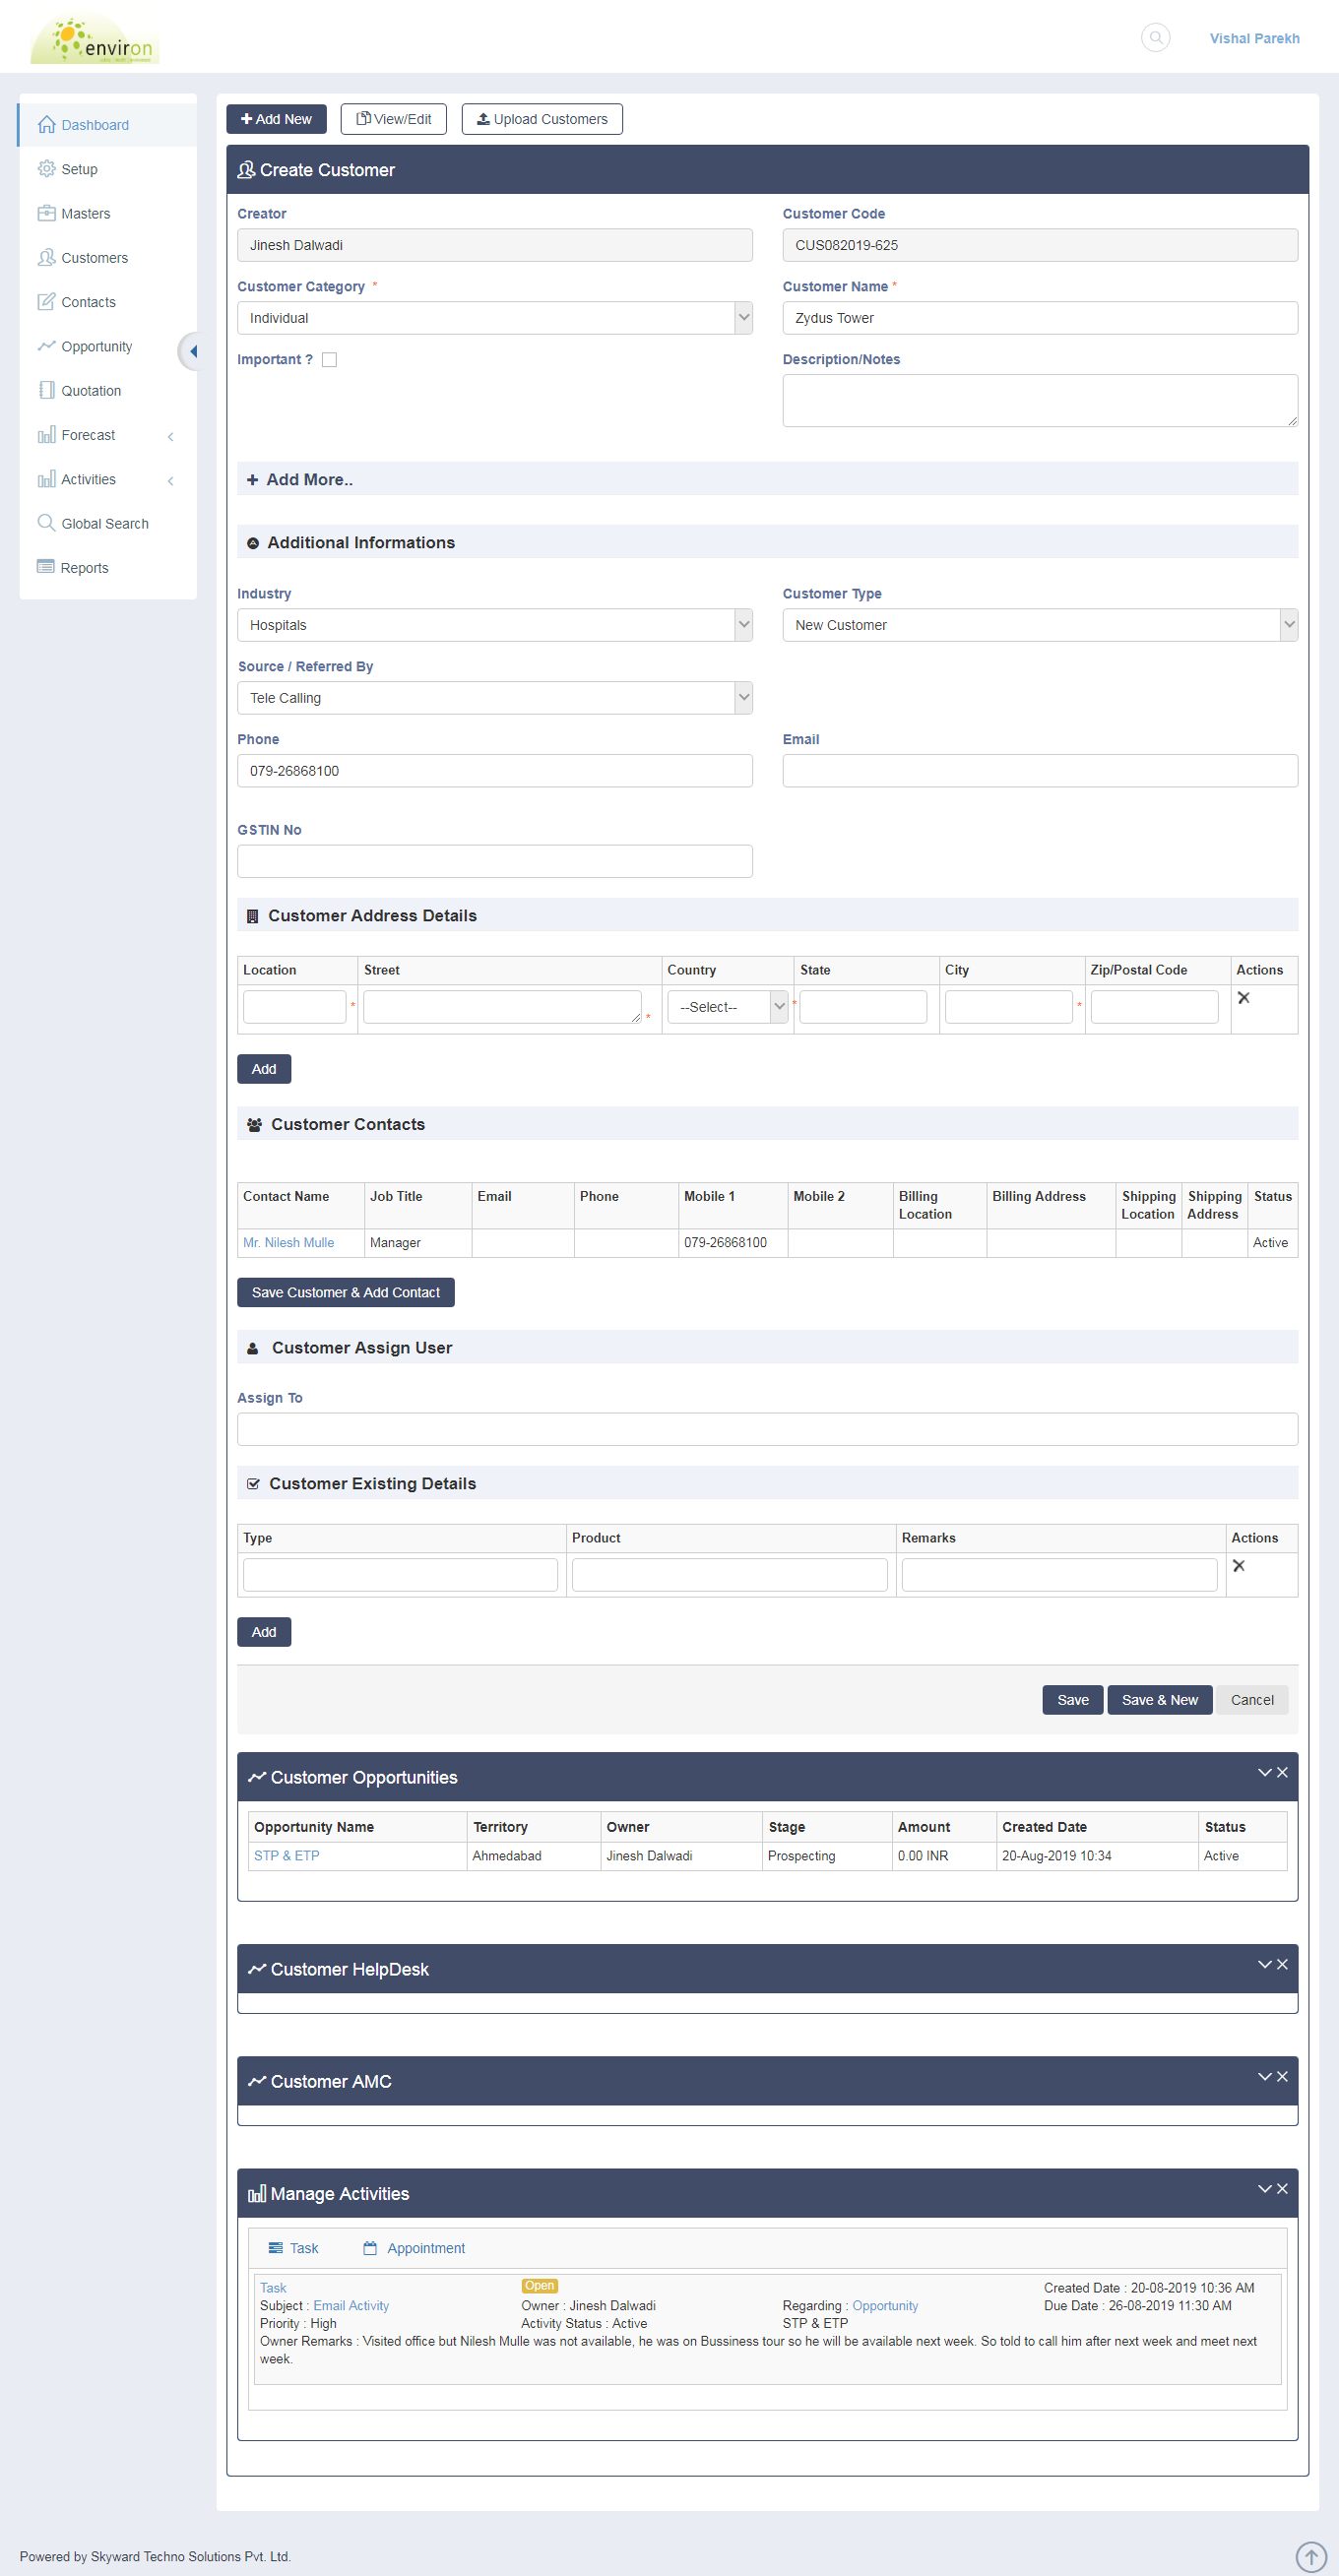 environ
Vishal Parekh
Dashboard
Setup
Masters
Customers
Contacts
Opportunity
Quotation
Forecast
Activities
Global Search
Reports
Add New View/Edit Upload Customers
Create Customer
Creator Customer Code
Jinesh Dalwadi CUS082019-625
Customer Category * Customer Name *
Individual Zydus Tower
Important ? Description/Notes
Add More..
Additional Informations
Industry Customer Type
Hospitals New Customer
Source / Referred By
Tele Calling
Phone Email
079-26868100
GSTIN No
Customer Address Details
Location Street Country State City Zip/Postal Code Actions
* * --Select-- * *
Add
Customer Contacts
Contact Name Job Title Email Phone Mobile 1 Mobile 2 Billing Location Billing Address Shipping Location Shipping Address Status
Mr. Nilesh Mulle Manager 079-26868100 Active
Save Customer & Add Contact
Customer Assign User
Assign To
Customer Existing Details
Type Product Remarks Actions
Add
Save Save & New Cancel
Customer Opportunities
Opportunity Name Territory Owner Stage Amount Created Date Status
STP & ETP Ahmedabad Jinesh Dalwadi Prospecting 0.00 INR 20-Aug-2019 10:34 Active
Customer HelpDesk
Customer AMC
Manage Activities
Task Appointment
Task Open Created Date : 20-08-2019 10:36 AM
Subject : Email Activity Owner : Jinesh Dalwadi Regarding : Opportunity Due Date : 26-08-2019 11:30 AM
Priority : High Activity Status : Active STP & ETP
Owner Remarks : Visited office but Nilesh Mulle was not available, he was on Bussiness tour so he will be available next week. So told to call him after next week and meet next
week.
Powered by Skyward Techno Solutions Pvt. Ltd.